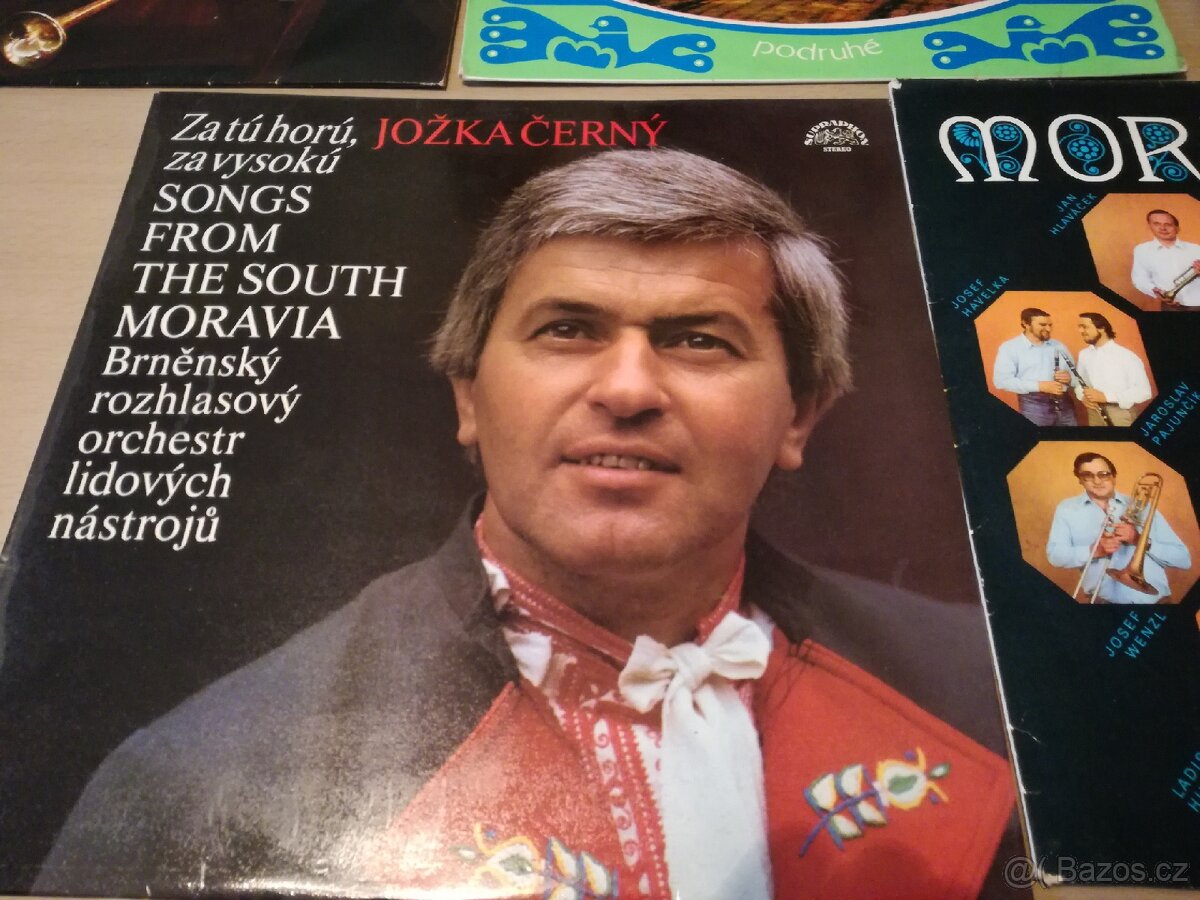 podruhé
Za tú horú,
za vysokú
JOŽKA ČERNÝ
SUPRAPHON
STEREO
SONGS
FROM
THE SOUTH
MORAVIA
Brněnský
rozhlasový
orchestr
lidových
nástrojů
MOR
JAN
HLAVÁČEK
JOSEF
HAVELKA
JAROSLAV
PAJUNČÍK
JOSEF
WENZL
@( Bazos.cz